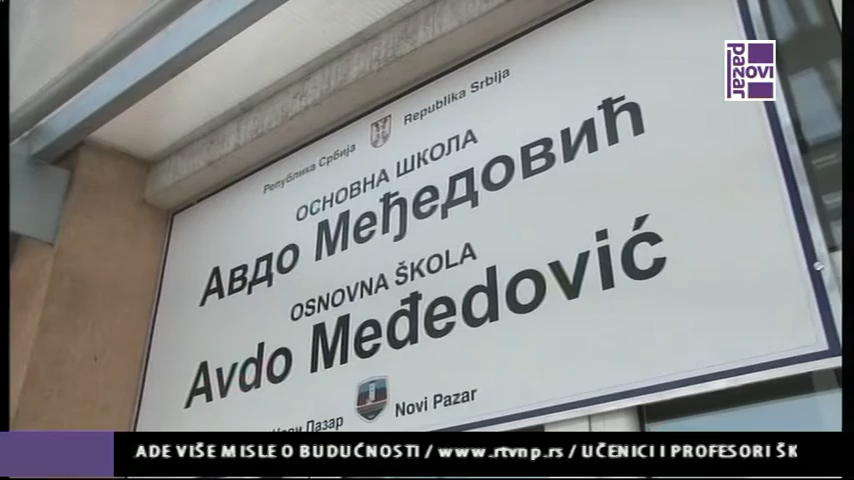 Република Србија Republika Srbija
ОСНОВНА ШКОЛА
Авдо Међедовић
OSNOVNA ŠKOLA
Avdo Međedović
Нови Пазар Novi Pazar
NOVI pazar
ADE VIŠE MISLE O BUDUĆNOSTI / www.rtvnp.rs / UČENICI I PROFESORI ŠK